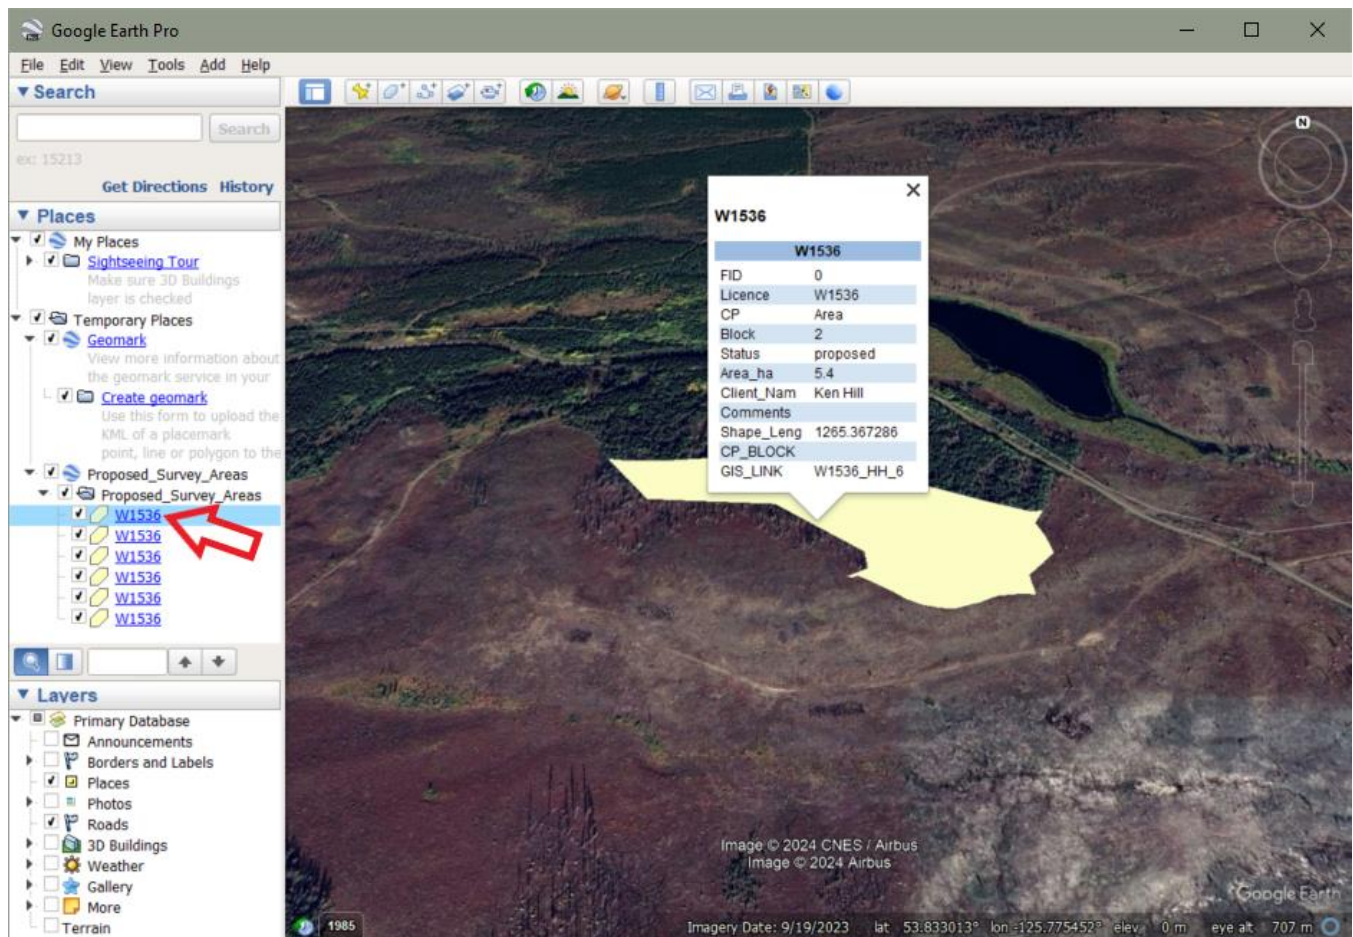 Google Earth Pro
File Edit View Tools Add Help
Search
Search
ex: 15213
Get Directions History
Places
My Places
Sightseeing Tour
Make sure 3D Buildings
layer is checked
Temporary Places
Geomark
View more information about
the geomark service in your
Create geomark
Use this form to upload the
KML of a placemark
point, line or polygon to the
Proposed_Survey_Areas
Proposed_Survey_Areas
W1536
W1536
W1536
W1536
W1536
W1536
Layers
Primary Database
Announcements
Borders and Labels
Places
Photos
Roads
3D Buildings
Weather
Gallery
More
Terrain
N
W1536
W1536
FID 0
Licence W1536
CP Area
Block 2
Status proposed
Area_ha 5.4
Client_Nam Ken Hill
Comments
Shape_Leng 1265.367286
CP_BLOCK
GIS_LINK W1536_HH_6
Image © 2024 CNES / Airbus
Image © 2024 Airbus
Google Earth
1985
Imagery Date: 9/19/2023 lat 53.833013° lon -125.775452° elev 0 m eye alt 707 m